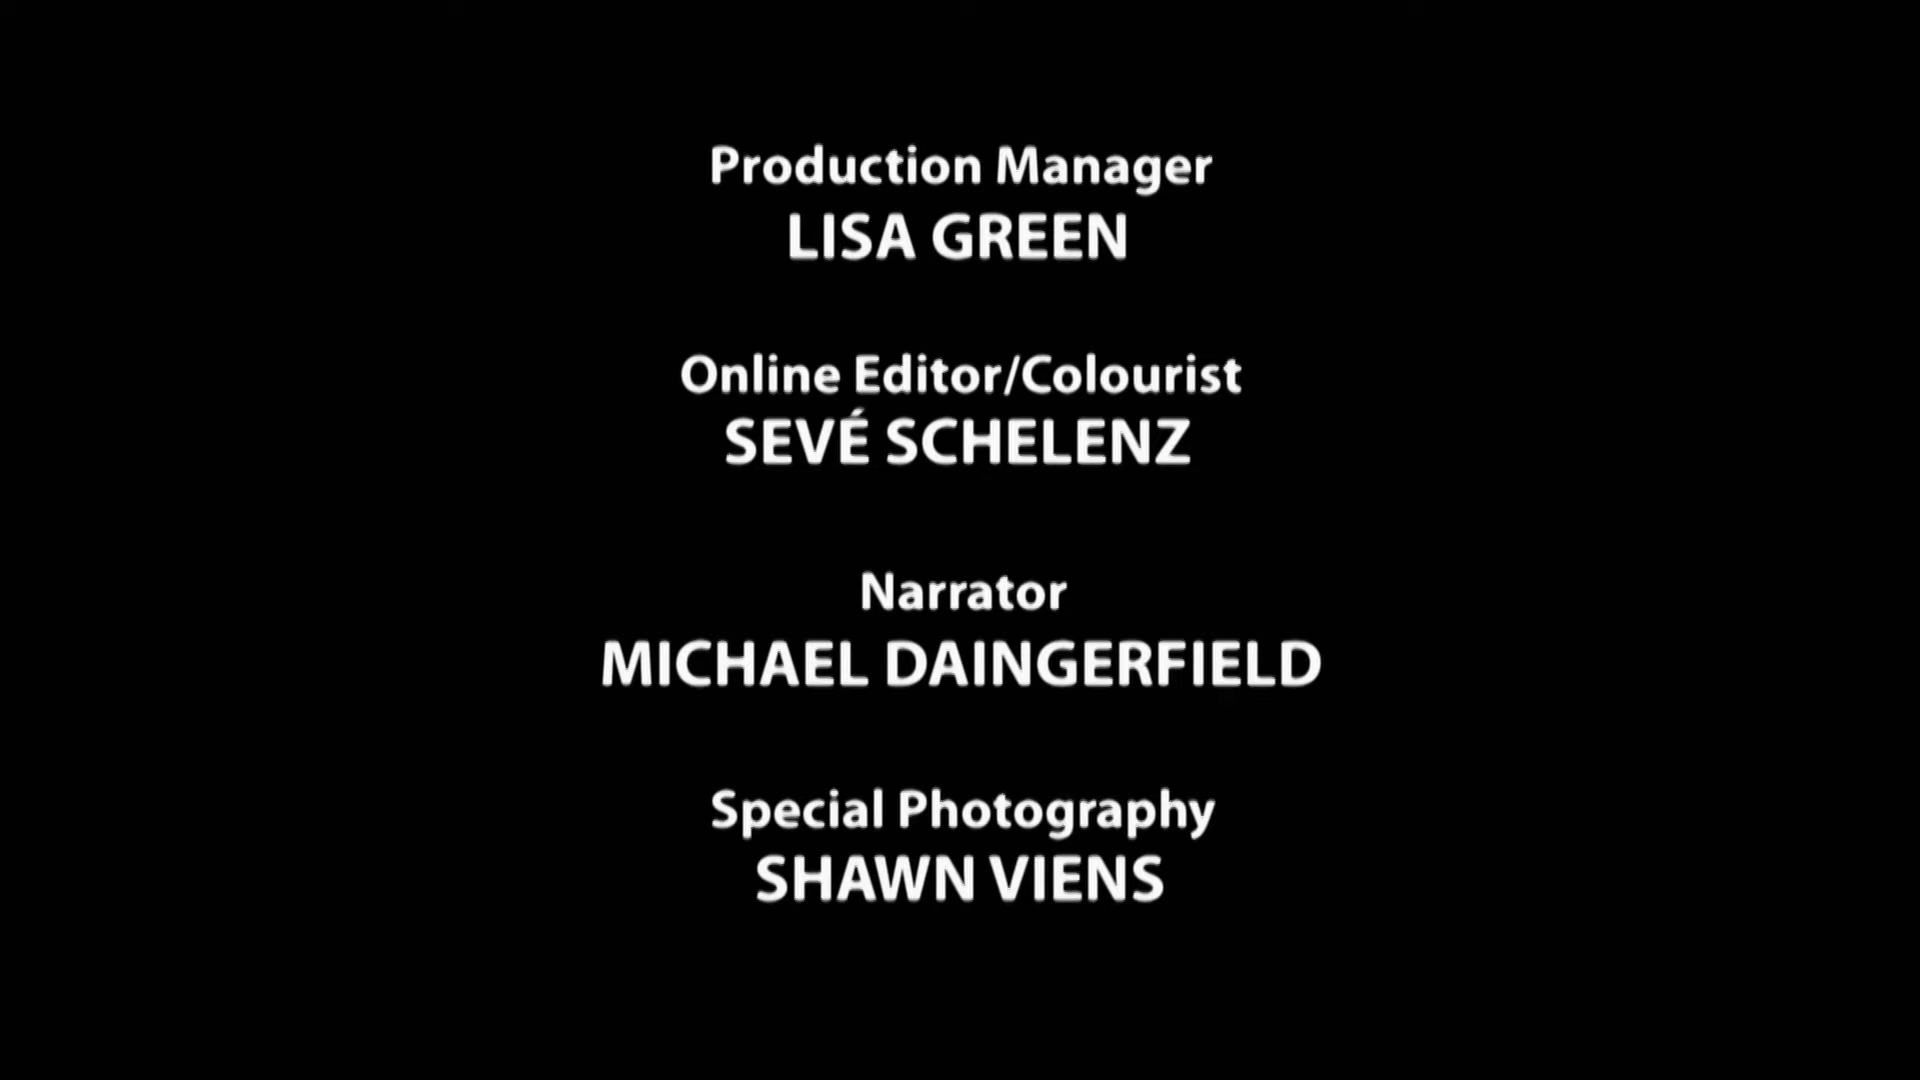 Production Manager
LISA GREEN
Online Editor/Colourist
SEVÉ SCHELENZ
Narrator
MICHAEL DAINGERFIELD
Special Photography
SHAWN VIENS